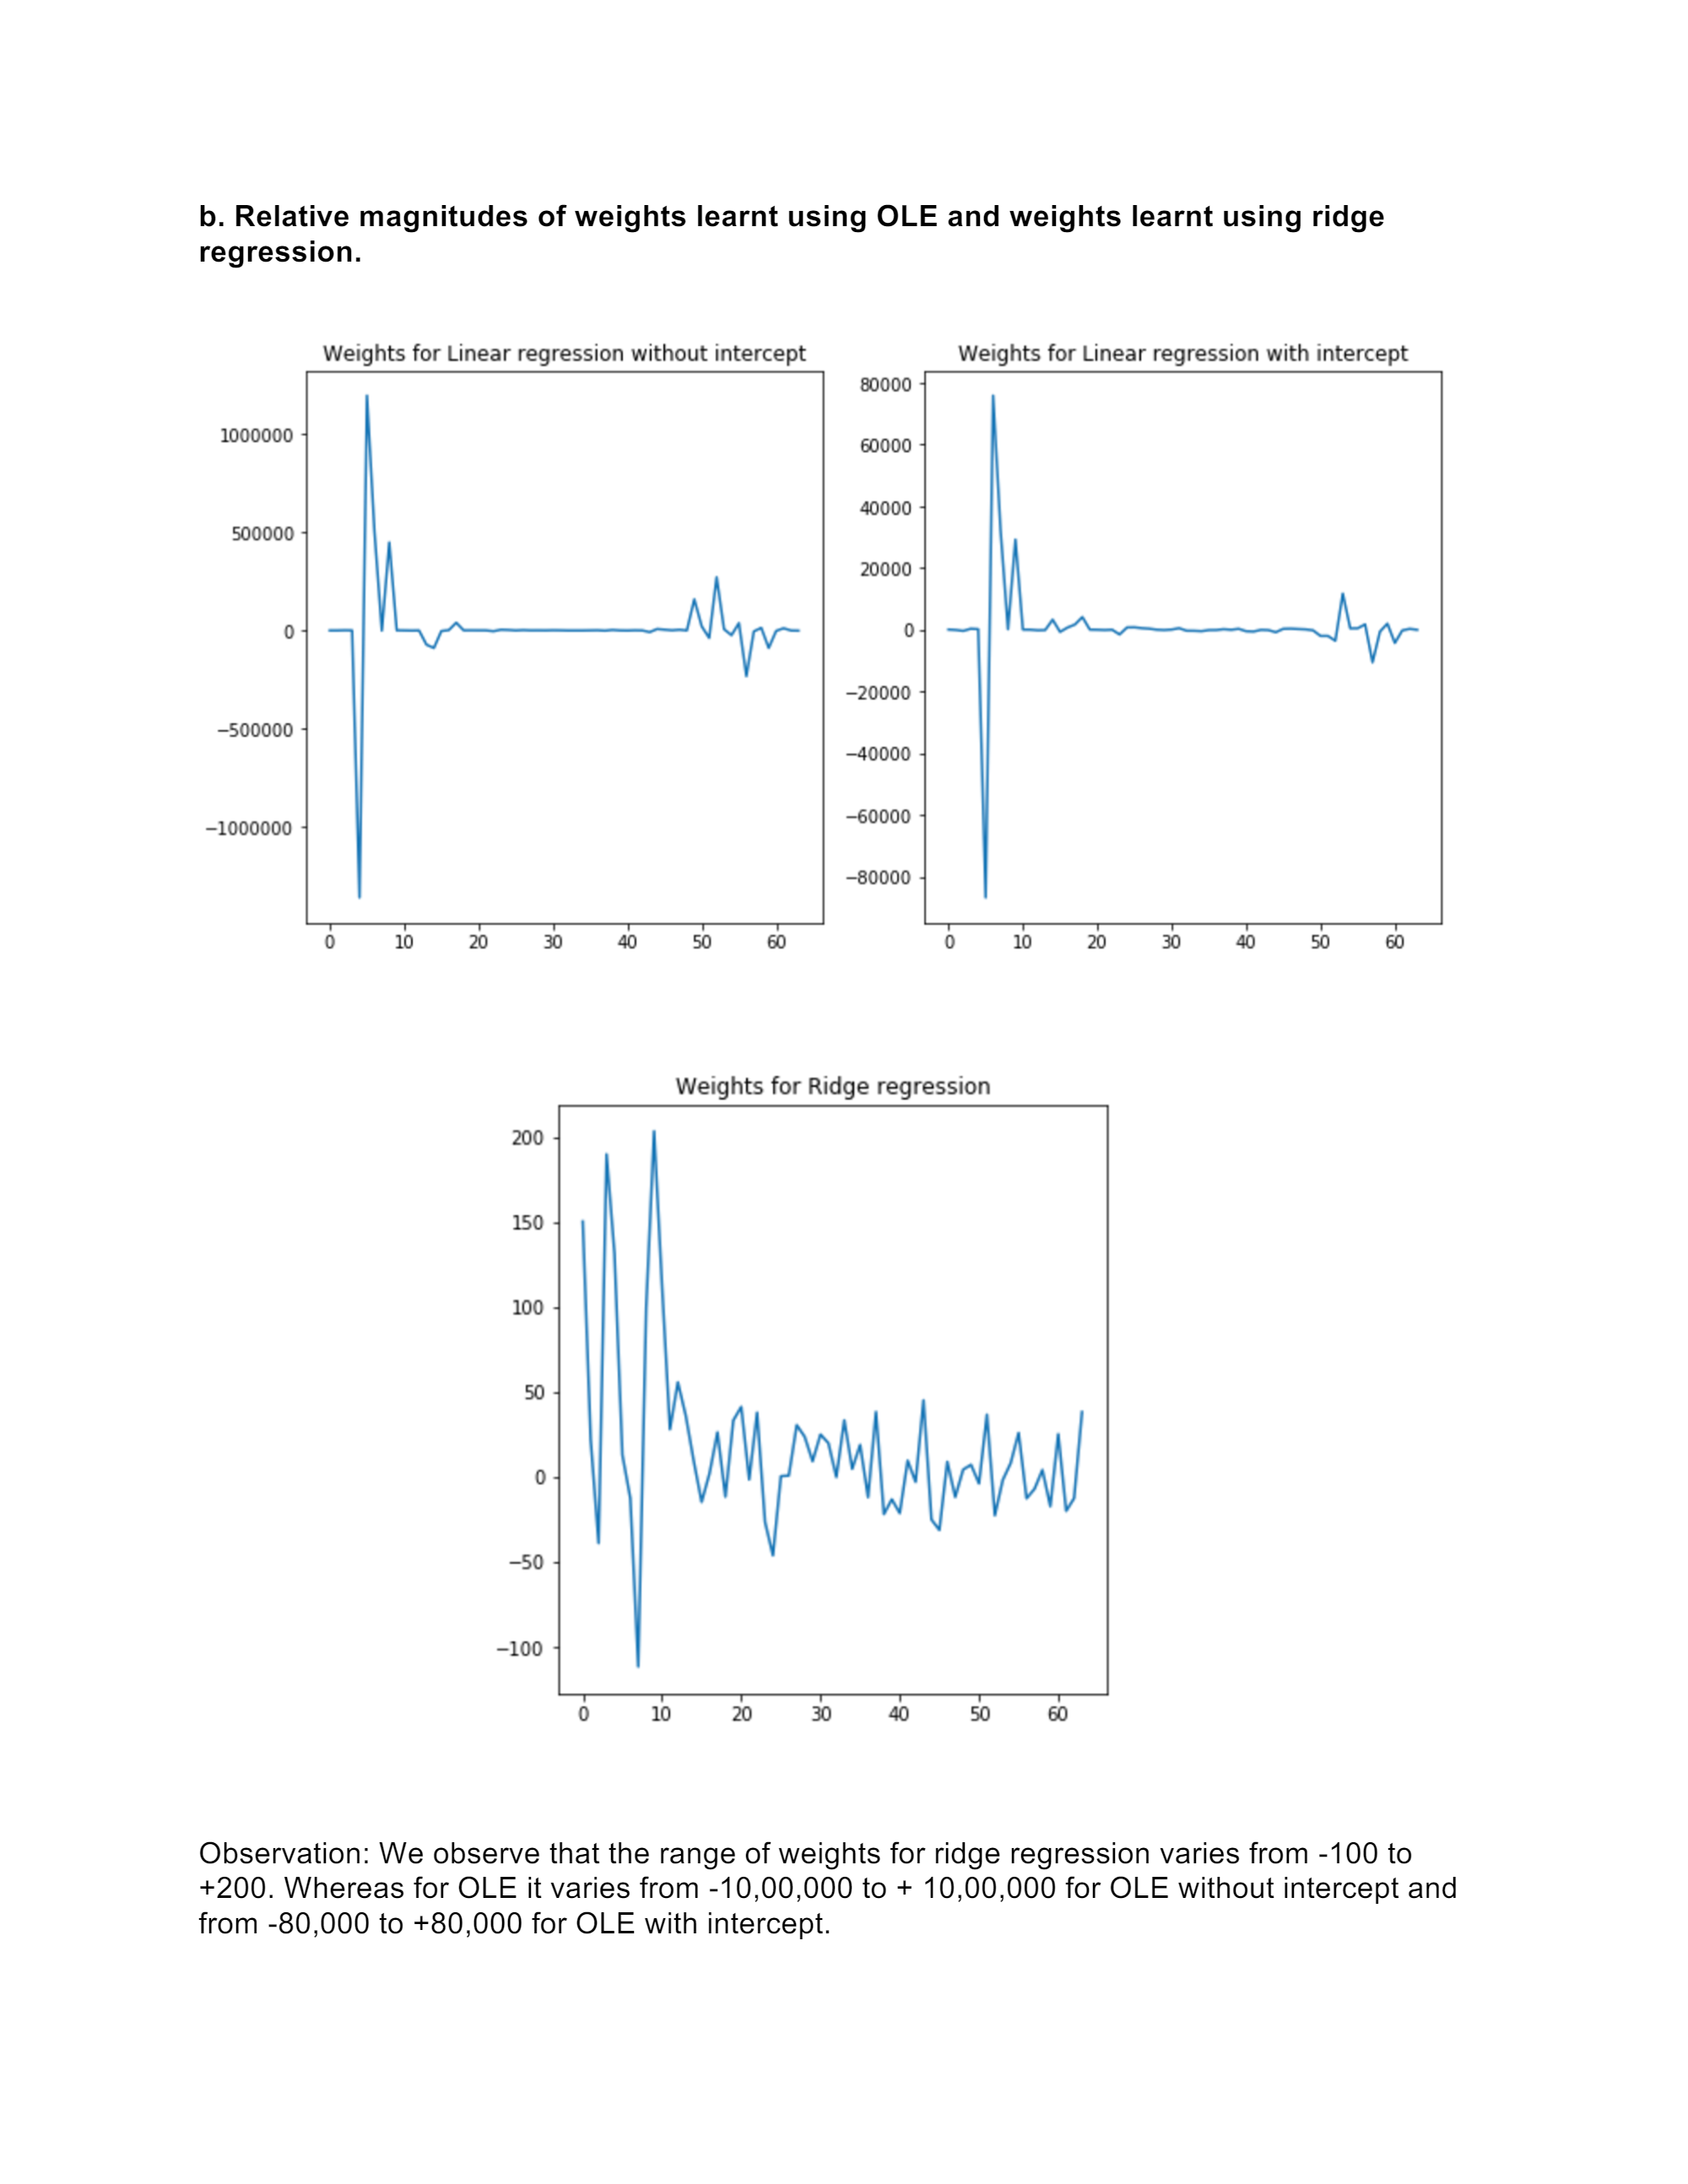 b. Relative magnitudes of weights learnt using OLE and weights learnt using ridge
regression.
Weights for Linear regression without intercept
1000000
500000
0
−500000
−1000000
0 10 20 30 40 50 60
Weights for Linear regression with intercept
80000
60000
40000
20000
0
−20000
−40000
−60000
−80000
0 10 20 30 40 50 60
Weights for Ridge regression
200
150
100
50
0
−50
−100
0 10 20 30 40 50 60
Observation: We observe that the range of weights for ridge regression varies from -100 to
+200. Whereas for OLE it varies from -10,00,000 to + 10,00,000 for OLE without intercept and
from -80,000 to +80,000 for OLE with intercept.